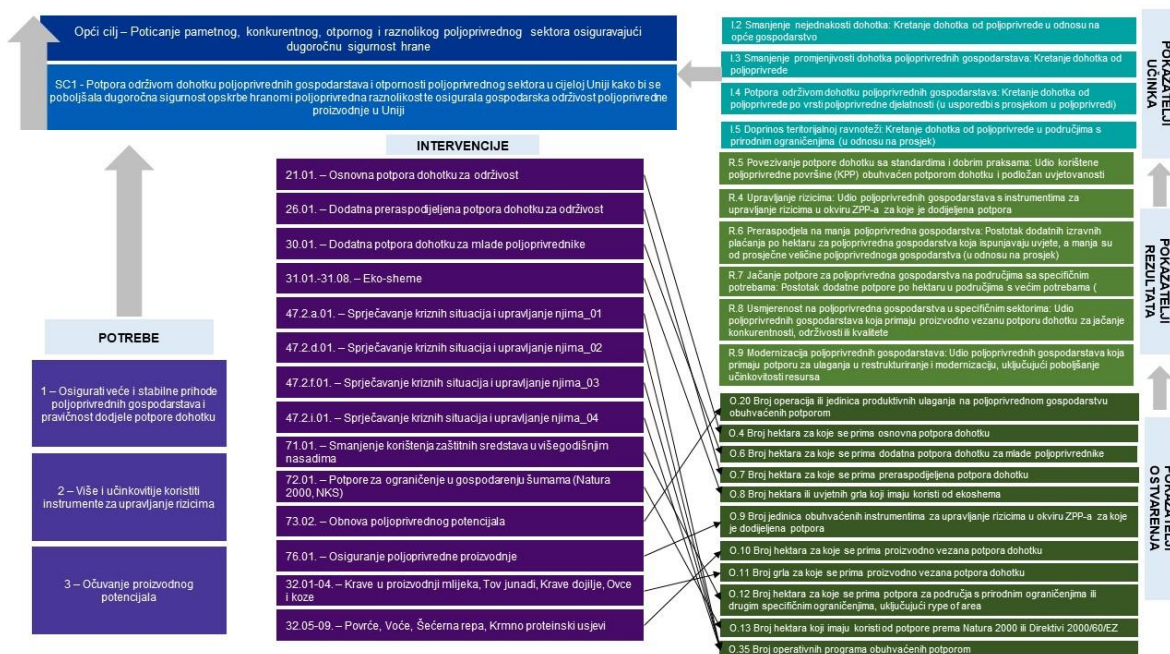 Opći cilj – Poticanje pametnog, konkurentnog, otpornog i raznolikog poljoprivrednog sektora osiguravajući
dugoročnu sigurnost hrane
SC1 - Potpora održivom dohotku poljoprivrednih gospodarstava i otpornosti poljoprivrednog sektora u cijeloj Uniji kako bi se
poboljšala dugoročna sigurnost opskrbe hranom i poljoprivredna raznolikost te osigurala gospodarska održivost poljoprivredne
proizvodnje u Uniji
POTREBE
1 – Osigurati veće i stabilne prihode
poljoprivrednih gospodarstava i
pravičnost dodjele potpore dohotku
2 – Više i učinkovitije koristiti
instrumente za upravljanje rizicima
3 – Očuvanje proizvodnog
potencijala
INTERVENCIJE
21.01. – Osnovna potpora dohotku za održivost
26.01. – Dodatna preraspodijeljena potpora dohotku za održivost
30.01. – Dodatna potpora dohotku za mlade poljoprivrednike
31.01.-31.08. – Eko-sheme
47.2.a.01. – Sprječavanje kriznih situacija i upravljanje njima_01
47.2.d.01. – Sprječavanje kriznih situacija i upravljanje njima_02
47.2.f.01. – Sprječavanje kriznih situacija i upravljanje njima_03
47.2.i.01. – Sprječavanje kriznih situacija i upravljanje njima_04
71.01. – Smanjenje korištenja zaštitnih sredstava u višegodišnjim
nasadima
72.01. – Potpore za ograničenje u gospodarenju šumama (Natura
2000, NKS)
73.02. – Obnova poljoprivrednog potencijala
76.01. – Osiguranje poljoprivredne proizvodnje
32.01-04. – Krave u proizvodnji mlijeka, Tov junadi, Krave dojilje, Ovce
i koze
32.05-09. – Povrće, Voće, Šećerna repa, Krmno proteinski usjevi
I.2 Smanjenje nejednakosti dohotka: Kretanje dohotka od poljoprivrede u odnosu na
opće gospodarstvo
I.3 Smanjenje promjenjivosti dohotka poljoprivrednih gospodarstava: Kretanje dohotka od
poljoprivrede
I.4 Potpora održivom dohotku poljoprivrednih gospodarstava: Kretanje dohotka od
poljoprivrede po vrsti poljoprivredne djelatnosti (u usporedbi s prosjekom u poljoprivredi)
I.5 Doprinos teritorijalnoj ravnoteži: Kretanje dohotka od poljoprivrede u područjima s
prirodnim ograničenjima (u odnosu na prosjek)
R.5 Povezivanje potpore dohotku sa standardima i dobrim praksama: Udio korištene
poljoprivredne površine (KPP) obuhvaćen potporom dohotku i podložan uvjetovanosti
R.4 Upravljanje rizicima: Udio poljoprivrednih gospodarstava s instrumentima za
upravljanje rizicima u okviru ZPP-a za koje je dodijeljena potpora
R.6 Preraspodjela na manja poljoprivredna gospodarstva: Postotak dodatnih izravnih
plaćanja po hektaru za poljoprivredna gospodarstva koja ispunjavaju uvjete, a manja su
od prosječne veličine poljoprivrednoga gospodarstva (u odnosu na prosjek)
R.7 Jačanje potpore za poljoprivredna gospodarstva na područjima sa specifičnim
potrebama: Postotak dodatne potpore po hektaru u područjima s većim potrebama (
R.8 Usmjerenost na poljoprivredna gospodarstva u specifičnim sektorima: Udio
poljoprivrednih gospodarstava koja primaju proizvodno vezanu potporu dohotku za jačanje
konkurentnosti, održivosti ili kvalitete
R.9 Modernizacija poljoprivrednih gospodarstava: Udio poljoprivrednih gospodarstava koja
primaju potporu za ulaganja u restrukturiranje i modernizaciju, uključujući poboljšanje
učinkovitosti resursa
O.20 Broj operacija ili jedinica produktivnih ulaganja na poljoprivrednom gospodarstvu
obuhvaćenih potporom
O.4 Broj hektara za koje se prima osnovna potpora dohotku
O.6 Broj hektara za koje se prima dodatna potpora dohotku za mlade poljoprivrednike
O.7 Broj hektara za koje se prima preraspodijeljena potpora dohotku
O.8 Broj hektara ili uvjetnih grla koji imaju koristi od ekoshema
O.9 Broj jedinica obuhvaćenih instrumentima za upravljanje rizicima u okviru ZPP-a za koje
je dodijeljena potpora
O.10 Broj hektara za koje se prima proizvodno vezana potpora dohotku
O.11 Broj grla za koje se prima proizvodno vezana potpora dohotku
O.12 Broj hektara za koje se prima potpora za područja s prirodnim ograničenjima ili
drugim specifičnim ograničenjima, uključujući rype of area
O.13 Broj hektara koji imaju koristi od potpore prema Natura 2000 ili Direktivi 2000/60/EZ
O.35 Broj operativnih programa obuhvaćenih potporom
POKAZATELJI
UČINKA
POKAZATELJI
REZULTATA
POKAZATELJI
OSTVARENJA